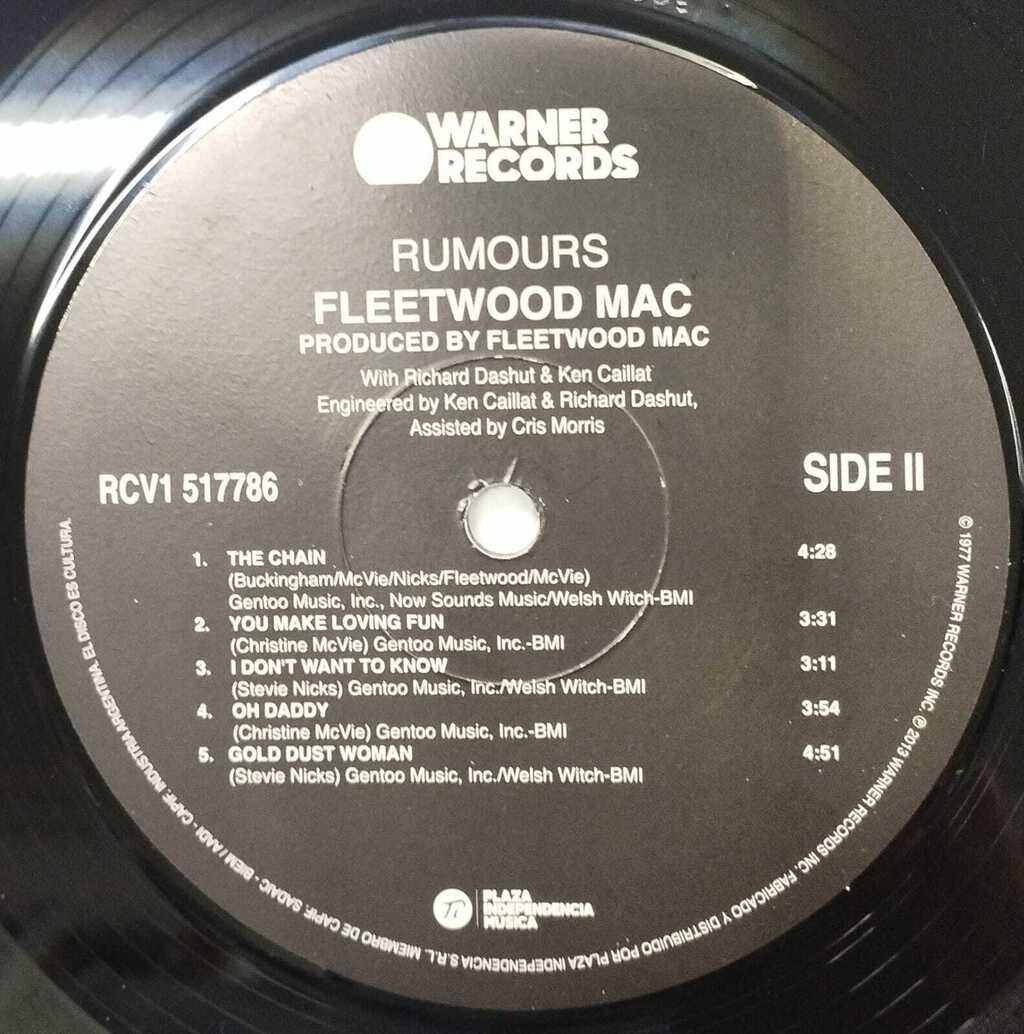 WARNER
RECORDS
RUMOURS
FLEETWOOD MAC
PRODUCED BY FLEETWOOD MAC
With Richard Dashut & Ken Caillat
Engineered by Ken Caillat & Richard Dashut,
Assisted by Cris Morris
RCV1 517786
SIDE II
1. THE CHAIN 4:28
(Buckingham/McVie/Nicks/Fleetwood/McVie)
Gentoo Music, Inc., Now Sounds Music/Welsh Witch-BMI
2. YOU MAKE LOVING FUN 3:31
(Christine McVie) Gentoo Music, Inc.-BMI
3. I DON'T WANT TO KNOW 3:11
(Stevie Nicks) Gentoo Music, Inc./Welsh Witch-BMI
4. OH DADDY 3:54
(Christine McVie) Gentoo Music, Inc.-BMI
5. GOLD DUST WOMAN 4:51
(Stevie Nicks) Gentoo Music, Inc./Welsh Witch-BMI
PLAZA
INDEPENDENCIA
MUSICA
© 1977 WARNER RECORDS INC. ℗ 2013 WARNER RECORDS INC. FABRICADO Y DISTRIBUIDO POR PLAZA INDEPENDENCIA S.R.L. MIEMBRO DE CAPIF. SADAIC - BIEM / AADI - CAPIF. INDUSTRIA ARGENTINA. EL DISCO ES CULTURA.